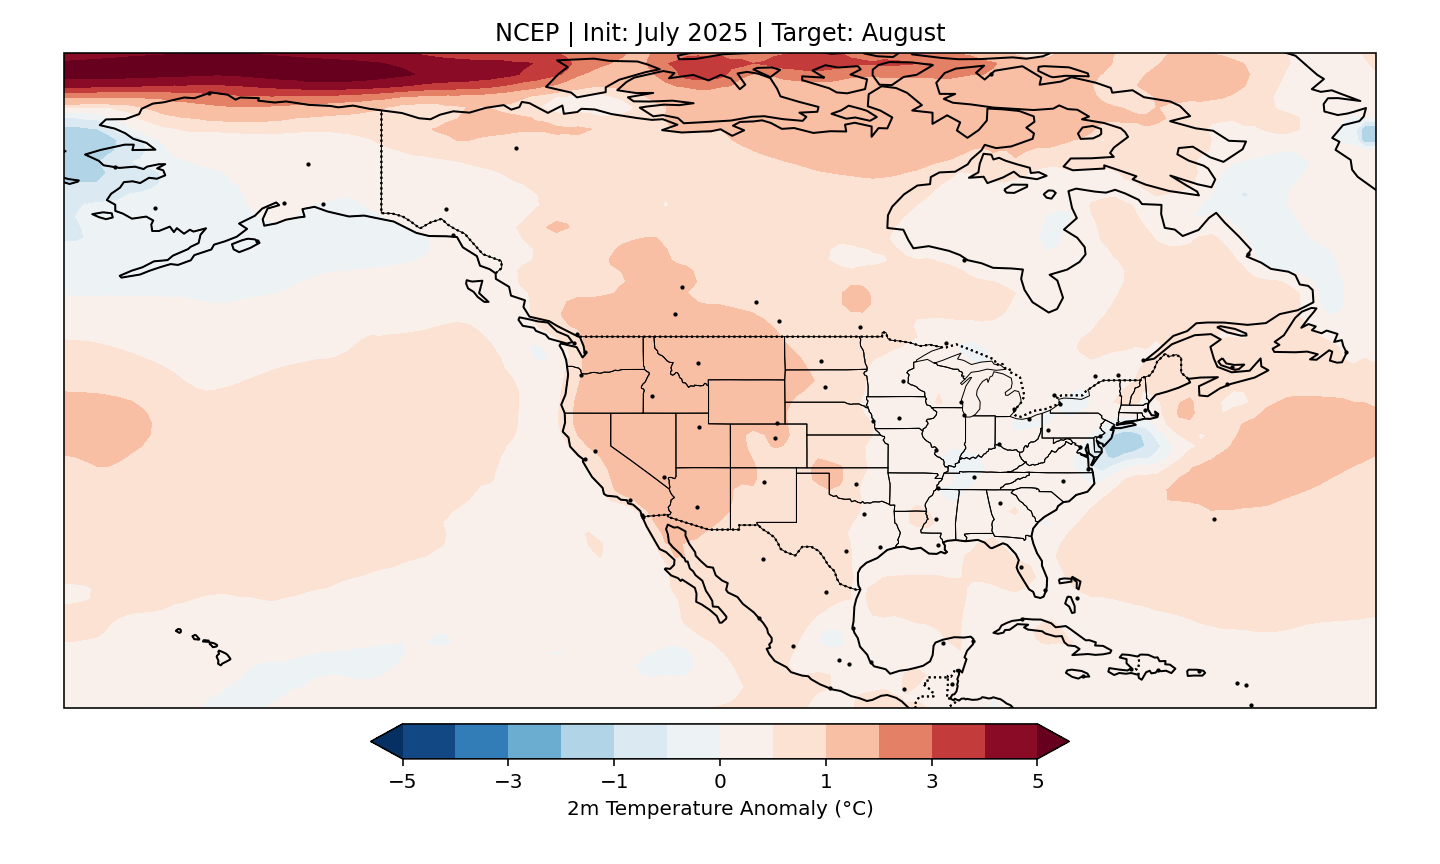 NCEP | Init: July 2025 | Target: August
−5 −3 −1 0 1 3 5
2m Temperature Anomaly (°C)